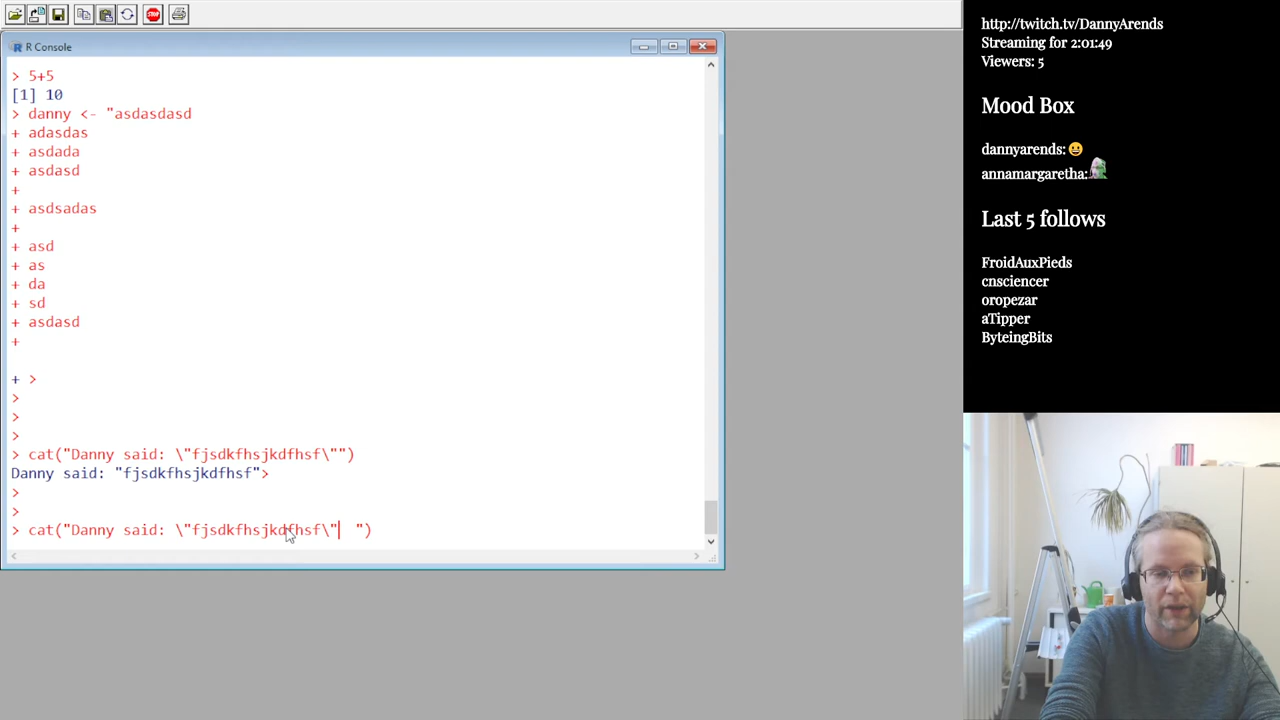 R Console
> 5+5
[1] 10
> danny <- "asdasdasd
+ adasdas
+ asdada
+ asdasd
+
+ asdsadas
+
+ asd
+ as
+ da
+ sd
+ asdasd
+
+ >
>
>
>
> cat("Danny said: \"fjsdkfhsjkdfhsf\"")
Danny said: "fjsdkfhsjkdfhsf">
>
>
> cat("Danny said: \"fjsdkfhsjkdfhsf\"  ")
STOP
http://twitch.tv/DannyArends
Streaming for 2:01:49
Viewers: 5
Mood Box
dannyarends:
annamargaretha:
Last 5 follows
FroidAuxPieds
cnsciencer
oropezar
aTipper
ByteingBits